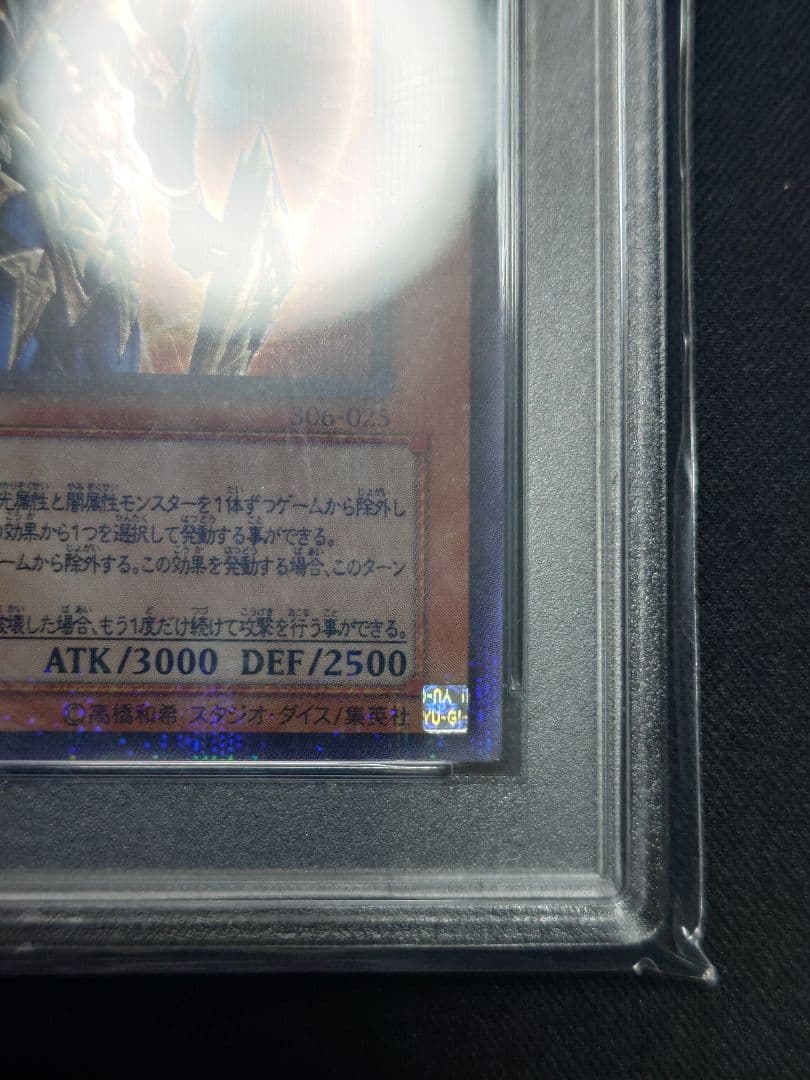 306-025
光属性と闇属性モンスターを1体ずつゲームから除外し
の効果から1つを選択して発動する事ができる。
ームから除外する。この効果を発動する場合、このターン
破壊した場合、もう1度だけ続けて攻撃を行う事ができる。
ATK/3000 DEF/2500
©高橋和希 スタジオ・ダイス/集英社
YU-GI-